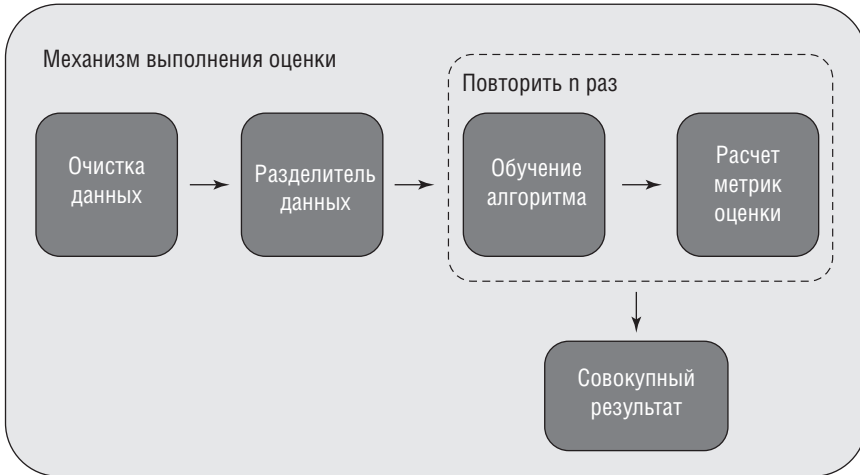 Механизм выполнения оценки
Повторить n раз
Очистка
данных
Разделитель
данных
Обучение
алгоритма
Расчет
метрик
оценки
Совокупный
результат